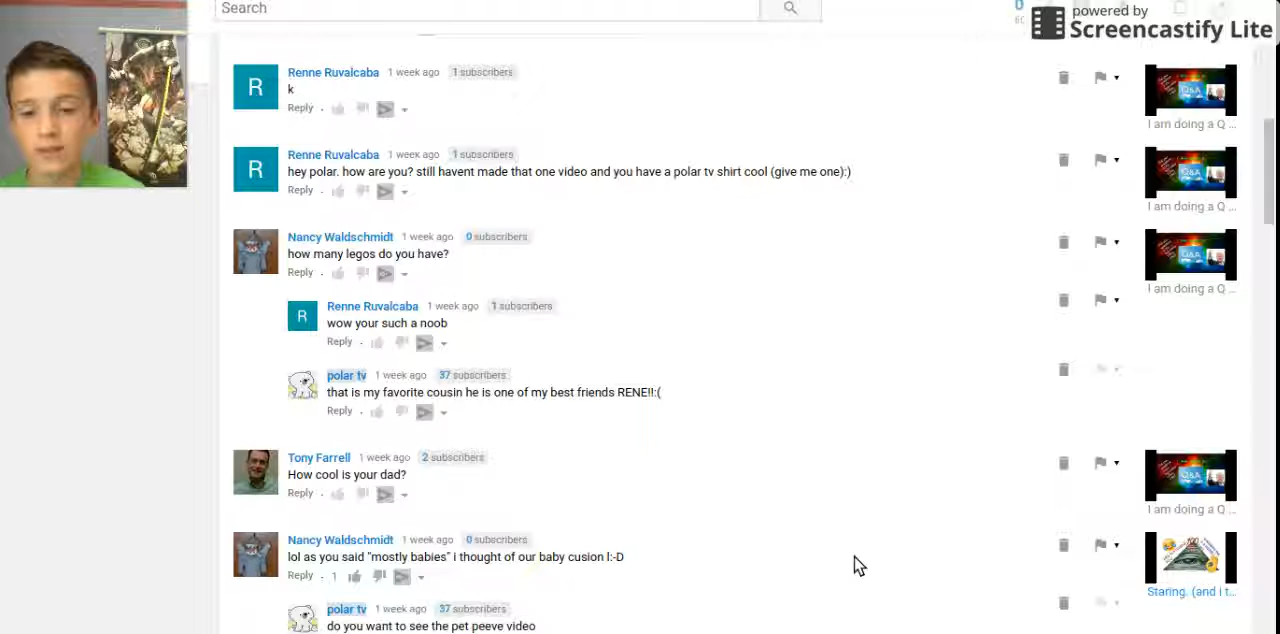 Search
0
60
powered by
Screencastify Lite
R
Renne Ruvalcaba 1 week ago 1 subscribers
k
Reply
Q&A
I am doing a Q ...
R
Renne Ruvalcaba 1 week ago 1 subscribers
hey polar. how are you? still havent made that one video and you have a polar tv shirt cool (give me one):)
Reply
Q&A
I am doing a Q ...
Nancy Waldschmidt 1 week ago 0 subscribers
how many legos do you have?
Reply
Q&A
I am doing a Q ...
R
Renne Ruvalcaba 1 week ago 1 subscribers
wow your such a noob
Reply
polar tv 1 week ago 37 subscribers
that is my favorite cousin he is one of my best friends RENE!!:(
Reply
Tony Farrell 1 week ago 2 subscribers
How cool is your dad?
Reply
Q&A
I am doing a Q ...
Nancy Waldschmidt 1 week ago 0 subscribers
lol as you said "mostly babies" i thought of our baby cusion l:-D
Reply 1
100
Staring. (and i t...
polar tv 1 week ago 37 subscribers
do you want to see the pet peeve video